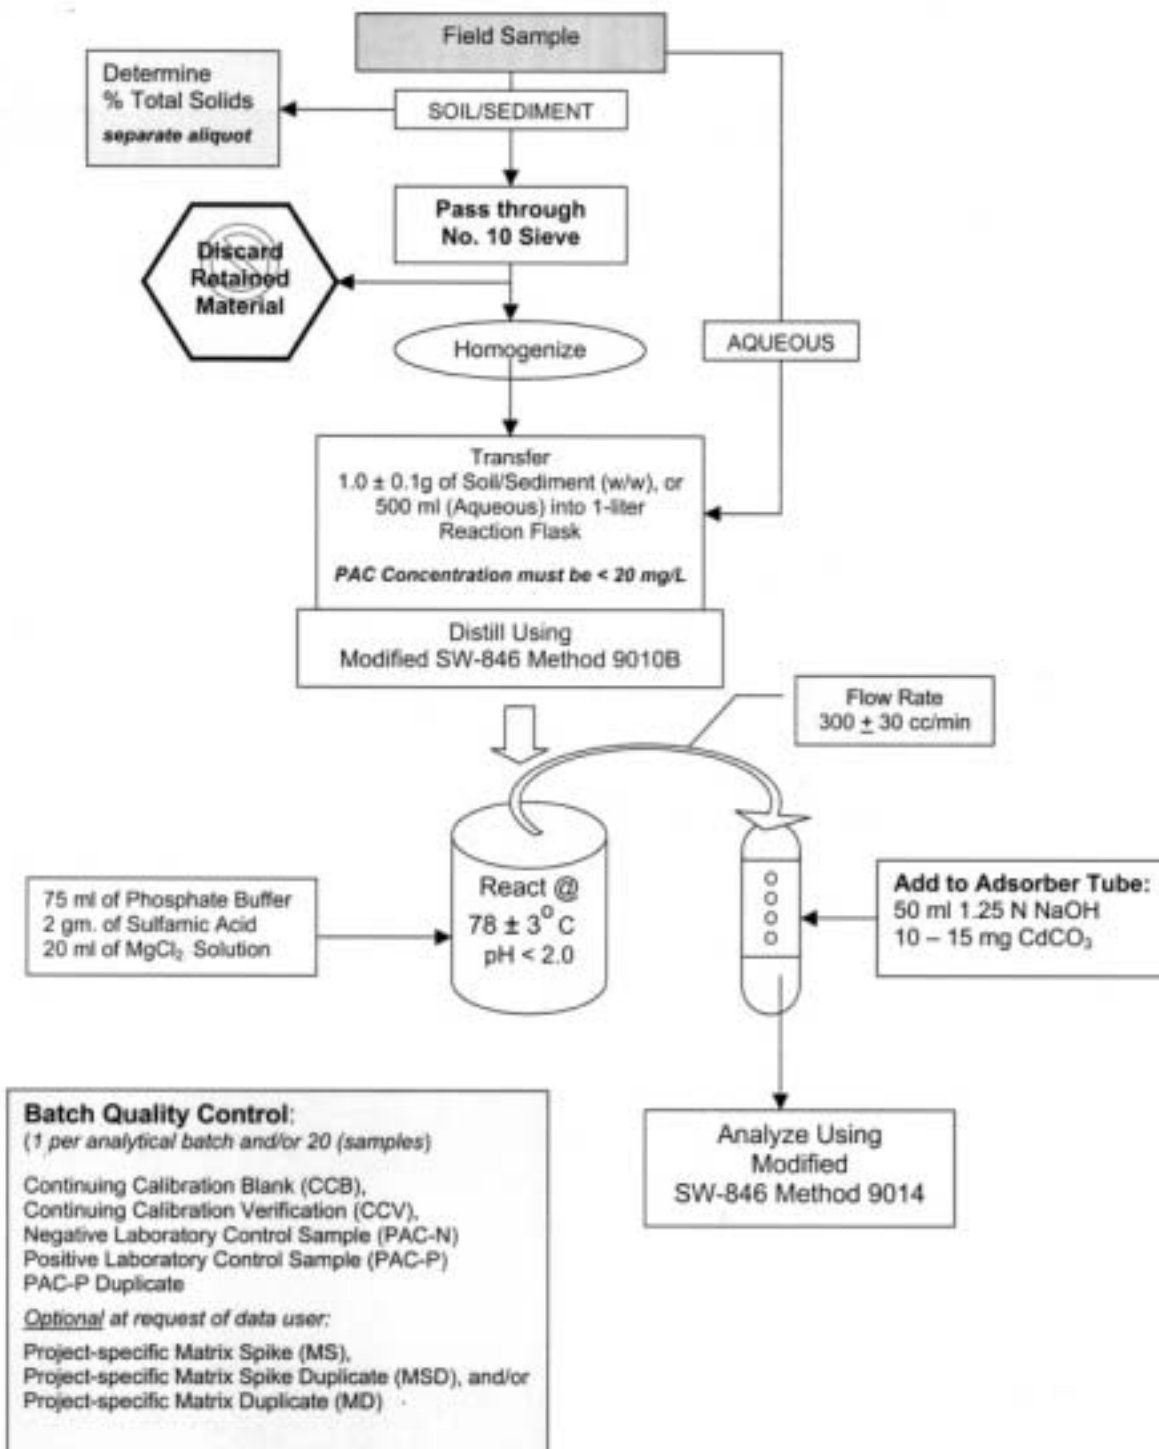 Field Sample
Determine
% Total Solids
separate aliquot
SOIL/SEDIMENT
Pass through
No. 10 Sieve
Discard
Retained
Material
Homogenize
AQUEOUS
Transfer
1.0 ± 0.1g of Soil/Sediment (w/w), or
500 ml (Aqueous) into 1-liter
Reaction Flask
PAC Concentration must be < 20 mg/L
Distill Using
Modified SW-846 Method 9010B
Flow Rate
300 ± 30 cc/min
75 ml of Phosphate Buffer
2 gm. of Sulfamic Acid
20 ml of MgCl₂ Solution
React @
78 ± 3° C
pH < 2.0
Add to Adsorber Tube:
50 ml 1.25 N NaOH
10 – 15 mg CdCO₃
Analyze Using
Modified
SW-846 Method 9014
Batch Quality Control:
(1 per analytical batch and/or 20 (samples)
Continuing Calibration Blank (CCB),
Continuing Calibration Verification (CCV),
Negative Laboratory Control Sample (PAC-N)
Positive Laboratory Control Sample (PAC-P)
PAC-P Duplicate
Optional at request of data user:
Project-specific Matrix Spike (MS),
Project-specific Matrix Spike Duplicate (MSD), and/or
Project-specific Matrix Duplicate (MD)